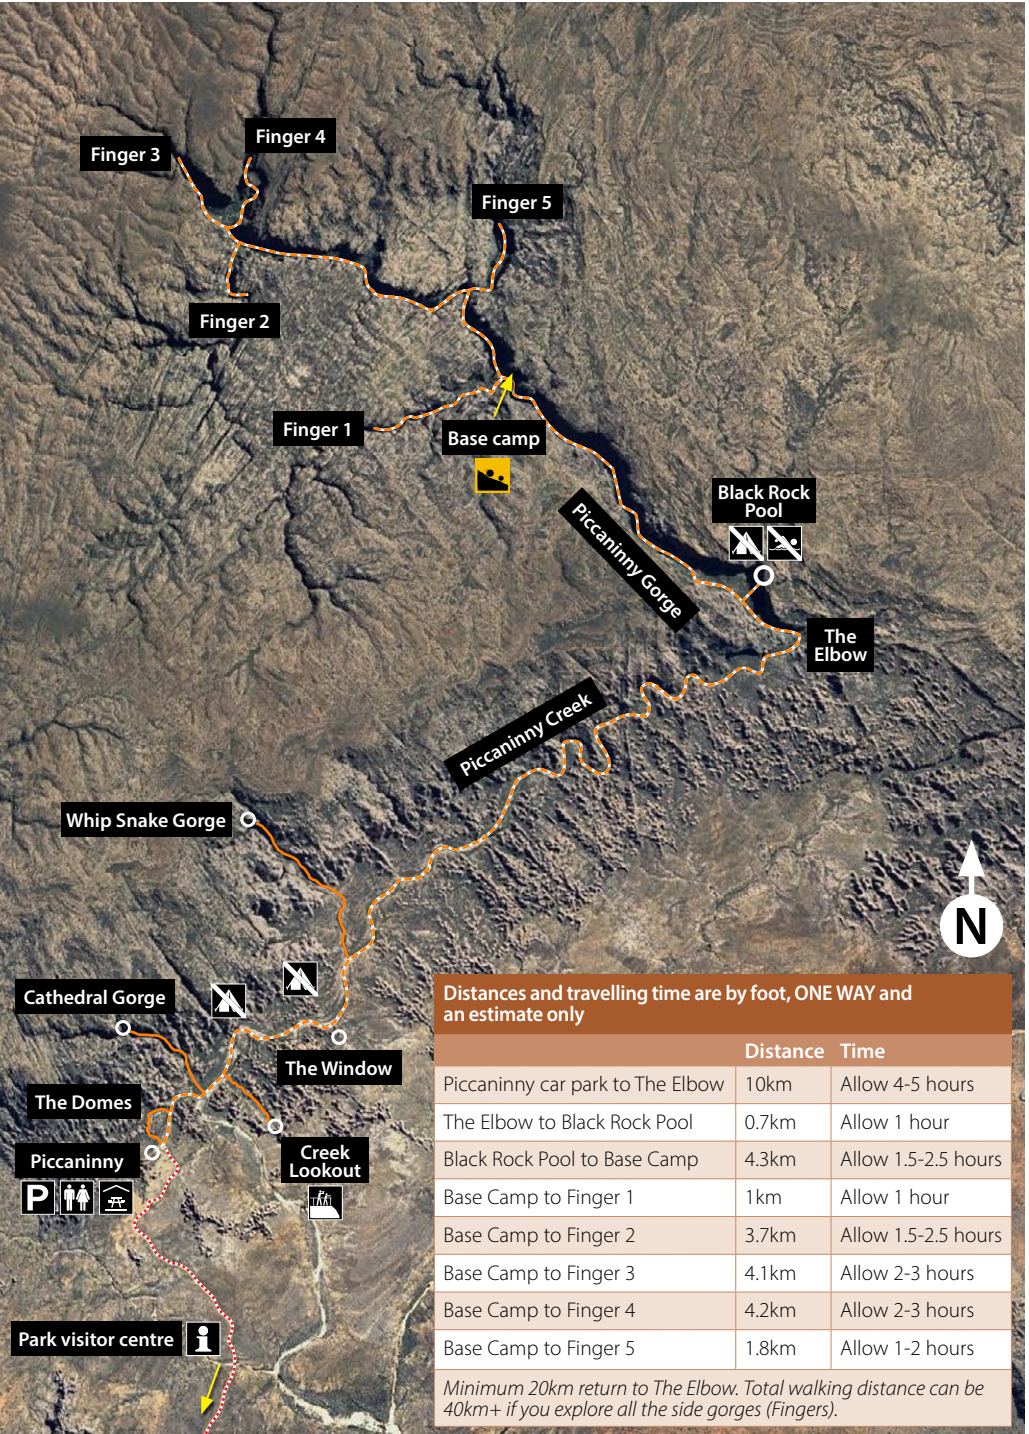 Finger 4
Finger 3
Finger 5
Finger 2
Finger 1
Base camp
Black Rock
Pool
Piccaninny Gorge
The
Elbow
Piccaninny Creek
Whip Snake Gorge
N
Cathedral Gorge
The Window
The Domes
Creek
Lookout
Piccaninny
P
Park visitor centre
i
Distances and travelling time are by foot, ONE WAY and
an estimate only
Distance Time
Piccaninny car park to The Elbow 10km Allow 4-5 hours
The Elbow to Black Rock Pool 0.7km Allow 1 hour
Black Rock Pool to Base Camp 4.3km Allow 1.5-2.5 hours
Base Camp to Finger 1 1km Allow 1 hour
Base Camp to Finger 2 3.7km Allow 1.5-2.5 hours
Base Camp to Finger 3 4.1km Allow 2-3 hours
Base Camp to Finger 4 4.2km Allow 2-3 hours
Base Camp to Finger 5 1.8km Allow 1-2 hours
Minimum 20km return to The Elbow. Total walking distance can be
40km+ if you explore all the side gorges (Fingers).